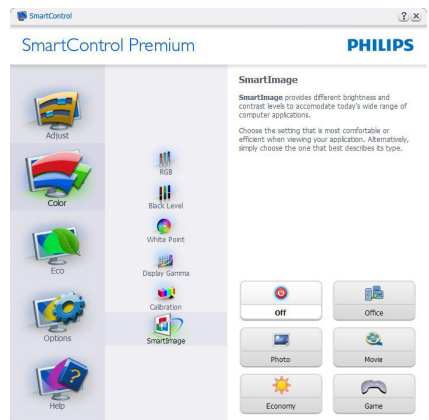 SmartControl
SmartControl Premium
PHILIPS
Adjust
Color
Eco
Options
Help
RGB
Black Level
White Point
Display Gamma
Calibration
SmartImage
SmartImage
SmartImage provides different brightness and
contrast levels to accomodate today's wide range of
computer applications.
Choose the setting that is most comfortable or
efficient when viewing your application. Alternatively,
simply choose the one that best describes its type.
Off
Office
Photo
Movie
Economy
Game